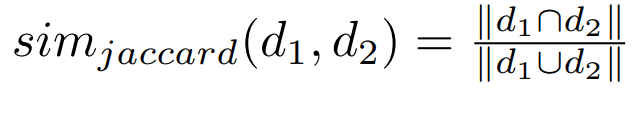 sim_{jaccard}(d_1, d_2) = \frac{\|d_1 \cap d_2\|}{\|d_1 \cup d_2\|}